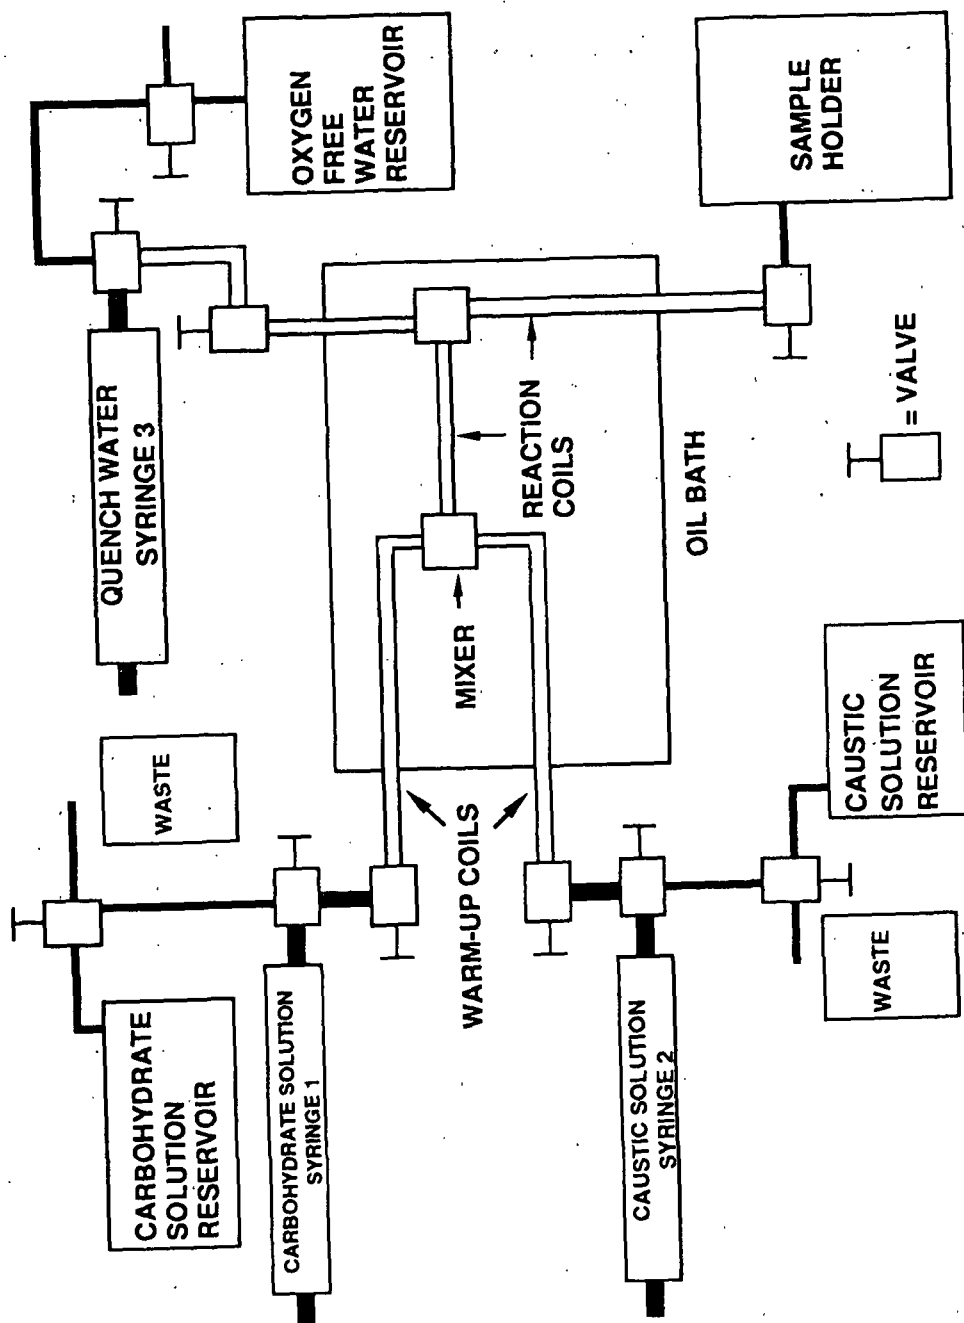 OXYGEN
FREE
WATER
RESERVOIR
SAMPLE
HOLDER
QUENCH WATER
SYRINGE 3
REACTION
COILS
= VALVE
OIL BATH
MIXER
WASTE
WARM-UP COILS
CAUSTIC
SOLUTION
RESERVOIR
CARBOHYDRATE
SOLUTION
RESERVOIR
CARBOHYDRATE SOLUTION
SYRINGE 1
CAUSTIC SOLUTION
SYRINGE 2
WASTE